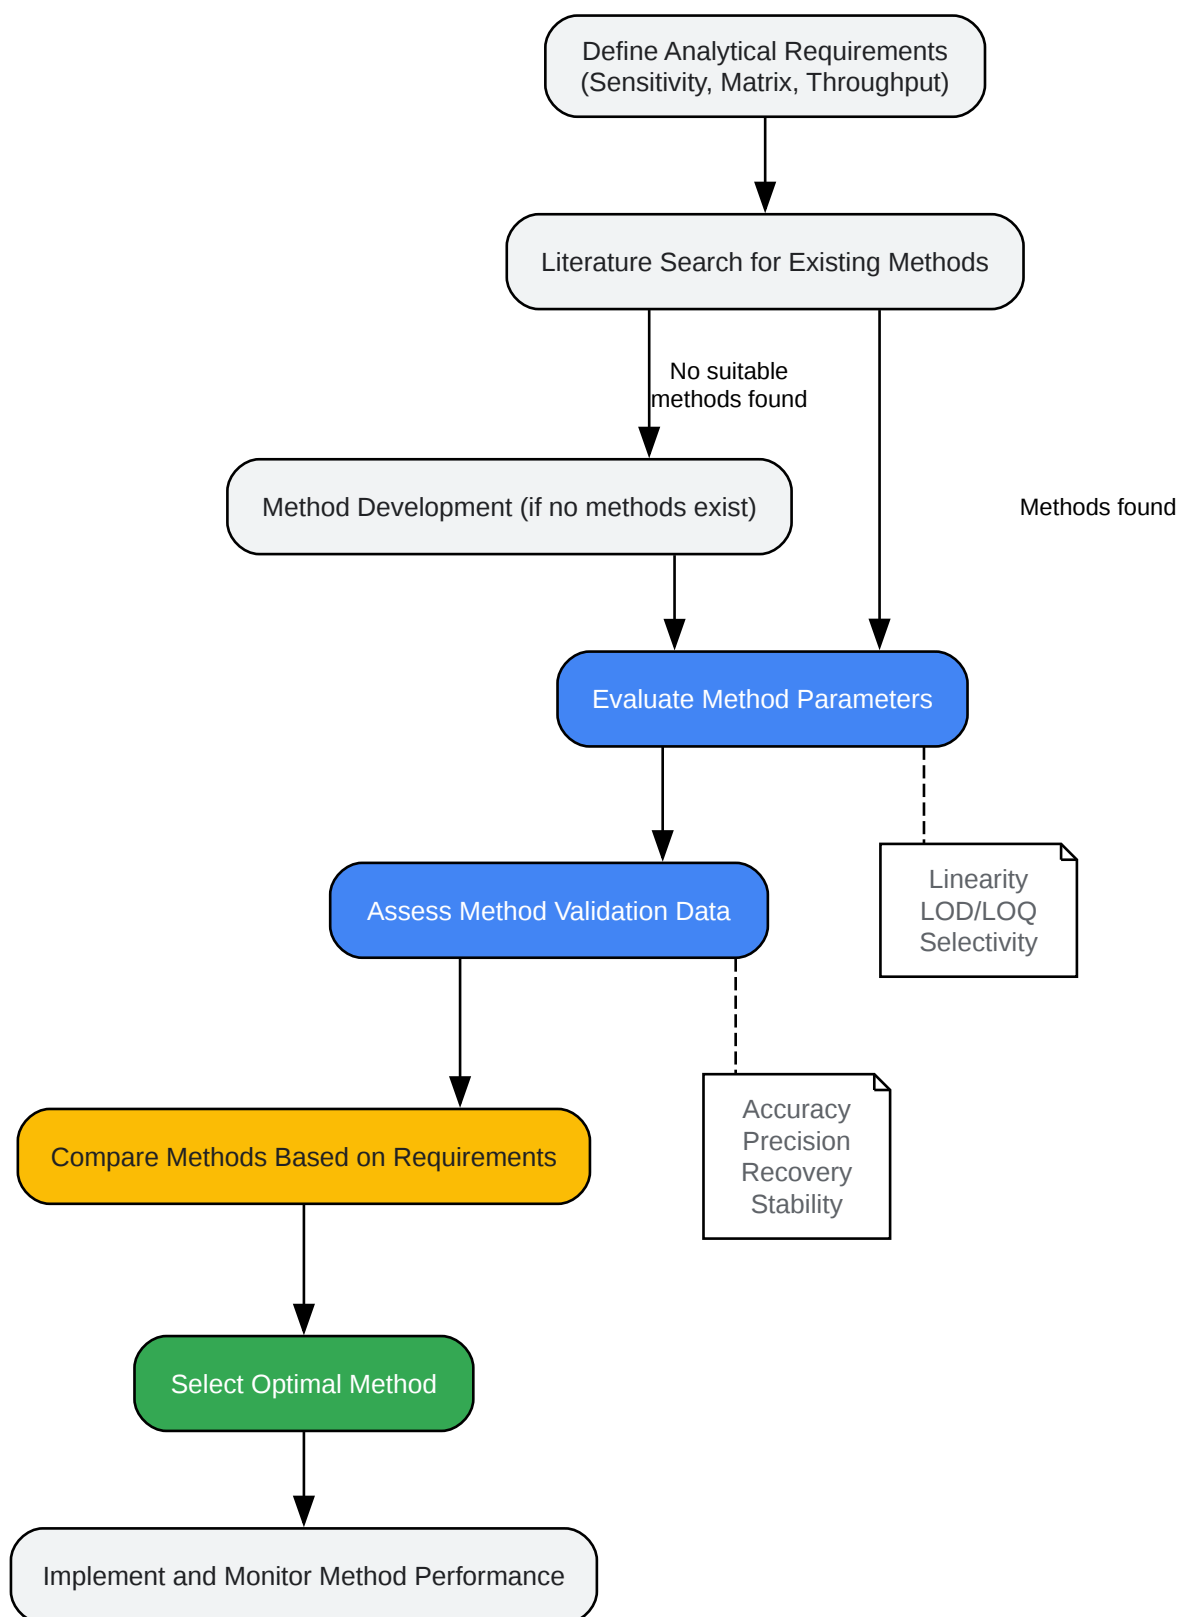 Define Analytical Requirements
(Sensitivity, Matrix, Throughput)
Literature Search for Existing Methods
No suitable
methods found
Method Development (if no methods exist)
Methods found
Evaluate Method Parameters
Linearity
LOD/LOQ
Selectivity
Assess Method Validation Data
Accuracy
Precision
Recovery
Stability
Compare Methods Based on Requirements
Select Optimal Method
Implement and Monitor Method Performance